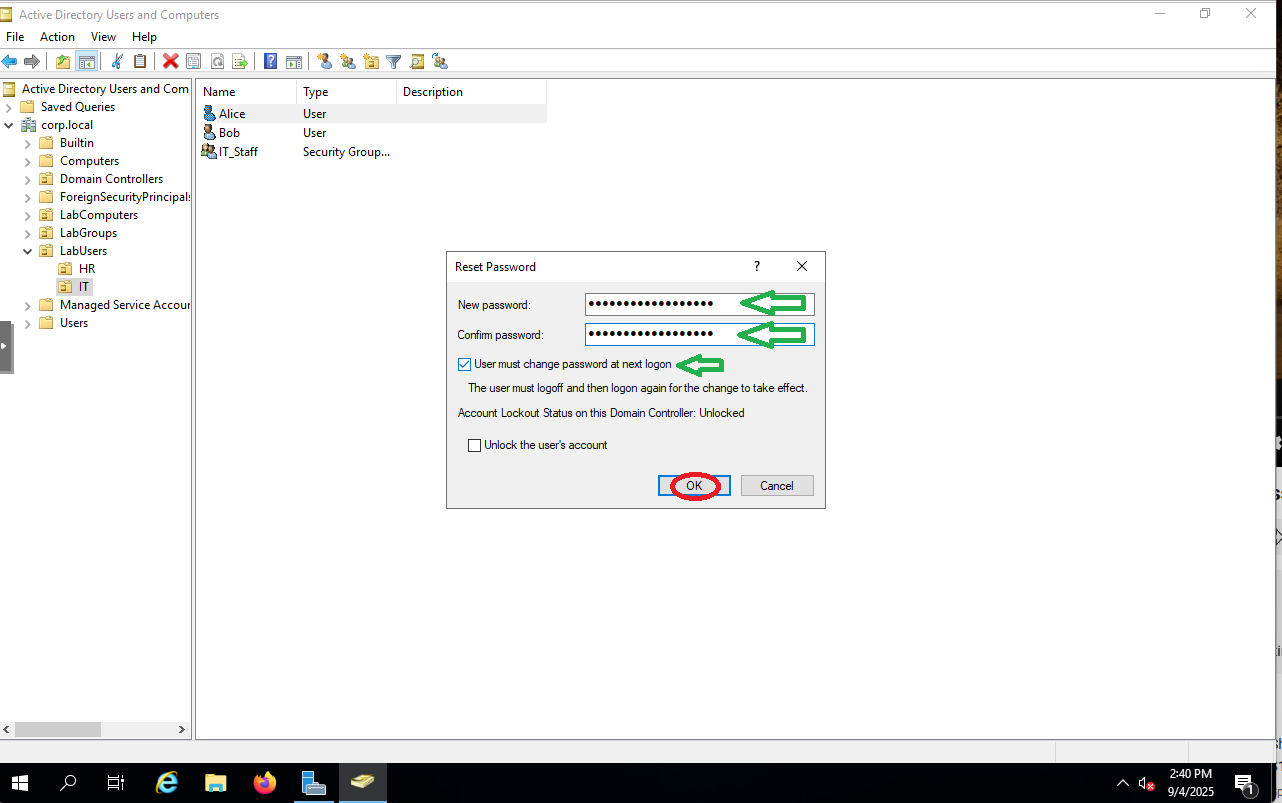 Active Directory Users and Computers
File Action View Help
Active Directory Users and Com
Saved Queries
corp.local
Builtin
Computers
Domain Controllers
ForeignSecurityPrincipals
LabComputers
LabGroups
LabUsers
HR
IT
Managed Service Accour
Users
Name Type Description
Alice User
Bob User
IT_Staff Security Group...
Reset Password ?
New password: ••••••••••••••••••
Confirm password: ••••••••••••••••••
User must change password at next logon
The user must logoff and then logon again for the change to take effect.
Account Lockout Status on this Domain Controller: Unlocked
Unlock the user's account
OK Cancel
2:40 PM
9/4/2025
1